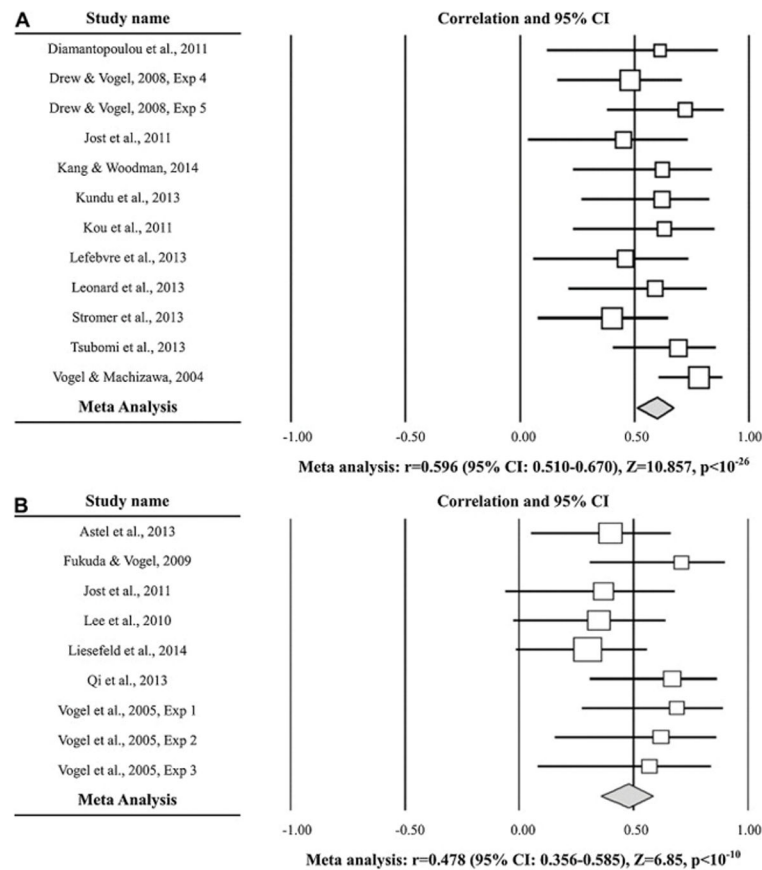 A
Study name Correlation and 95% CI
Diamantopoulou et al., 2011
Drew & Vogel, 2008, Exp 4
Drew & Vogel, 2008, Exp 5
Jost et al., 2011
Kang & Woodman, 2014
Kundu et al., 2013
Kou et al., 2011
Lefebvre et al., 2013
Leonard et al., 2013
Stromer et al., 2013
Tsubomi et al., 2013
Vogel & Machizawa, 2004
Meta Analysis
-1.00 -0.50 0.00 0.50 1.00
Meta analysis: r=0.596 (95% CI: 0.510-0.670), Z=10.857, p<10⁻²⁶
B
Study name Correlation and 95% CI
Astel et al., 2013
Fukuda & Vogel, 2009
Jost et al., 2011
Lee et al., 2010
Liesefeld et al., 2014
Qi et al., 2013
Vogel et al., 2005, Exp 1
Vogel et al., 2005, Exp 2
Vogel et al., 2005, Exp 3
Meta Analysis
-1.00 -0.50 0.00 0.50 1.00
Meta analysis: r=0.478 (95% CI: 0.356-0.585), Z=6.85, p<10⁻¹⁰